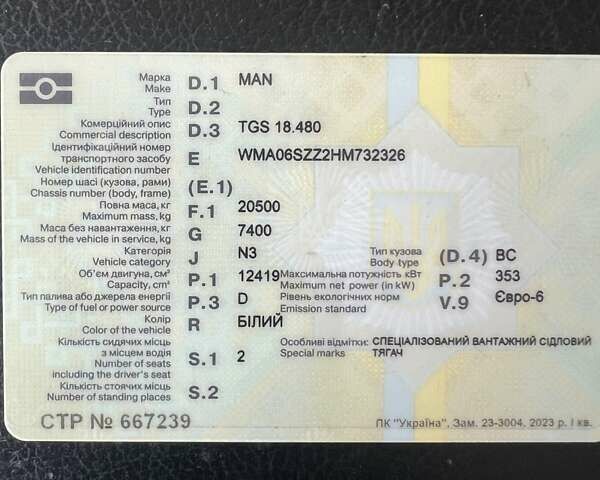 Марка D.1 MAN
Make
Тип D.2
Type
Комерційний опис D.3 TGS 18.480
Commercial description
Ідентифікаційний номер
транспортного засобу E WMA06SZZ2HM732326
Vehicle identification number
Номер шасі (кузова, рами) (E.1)
Chassis number (body, frame)
Повна маса, кг F.1 20500
Maximum mass, kg
Маса без навантаження, кг G 7400
Mass of the vehicle in service, kg
Категорія J N3 Тип кузова (D.4) BC
Vehicle category Body type
Об'єм двигуна, см³ P.1 12419 Максимальна потужність кВт P.2 353
Capacity, cm³ Maximum net power (in kW)
Тип палива або джерела енергії P.3 D Рівень екологічних норм V.9 Євро-6
Type of fuel or power source Emission standard
Колір R БІЛИЙ
Color of the vehicle
Кількість сидячих місць Особливі відмітки: СПЕЦІАЛІЗОВАНИЙ ВАНТАЖНИЙ СІДЛОВИЙ
з місцем водія S.1 2 Special marks ТЯГАЧ
Number of seats
including the driver's seat
Кількість стоячих місць S.2
Number of standing places
СТР № 667239 ПК "Україна", Зам. 23-3004, 2023 р. І кв.